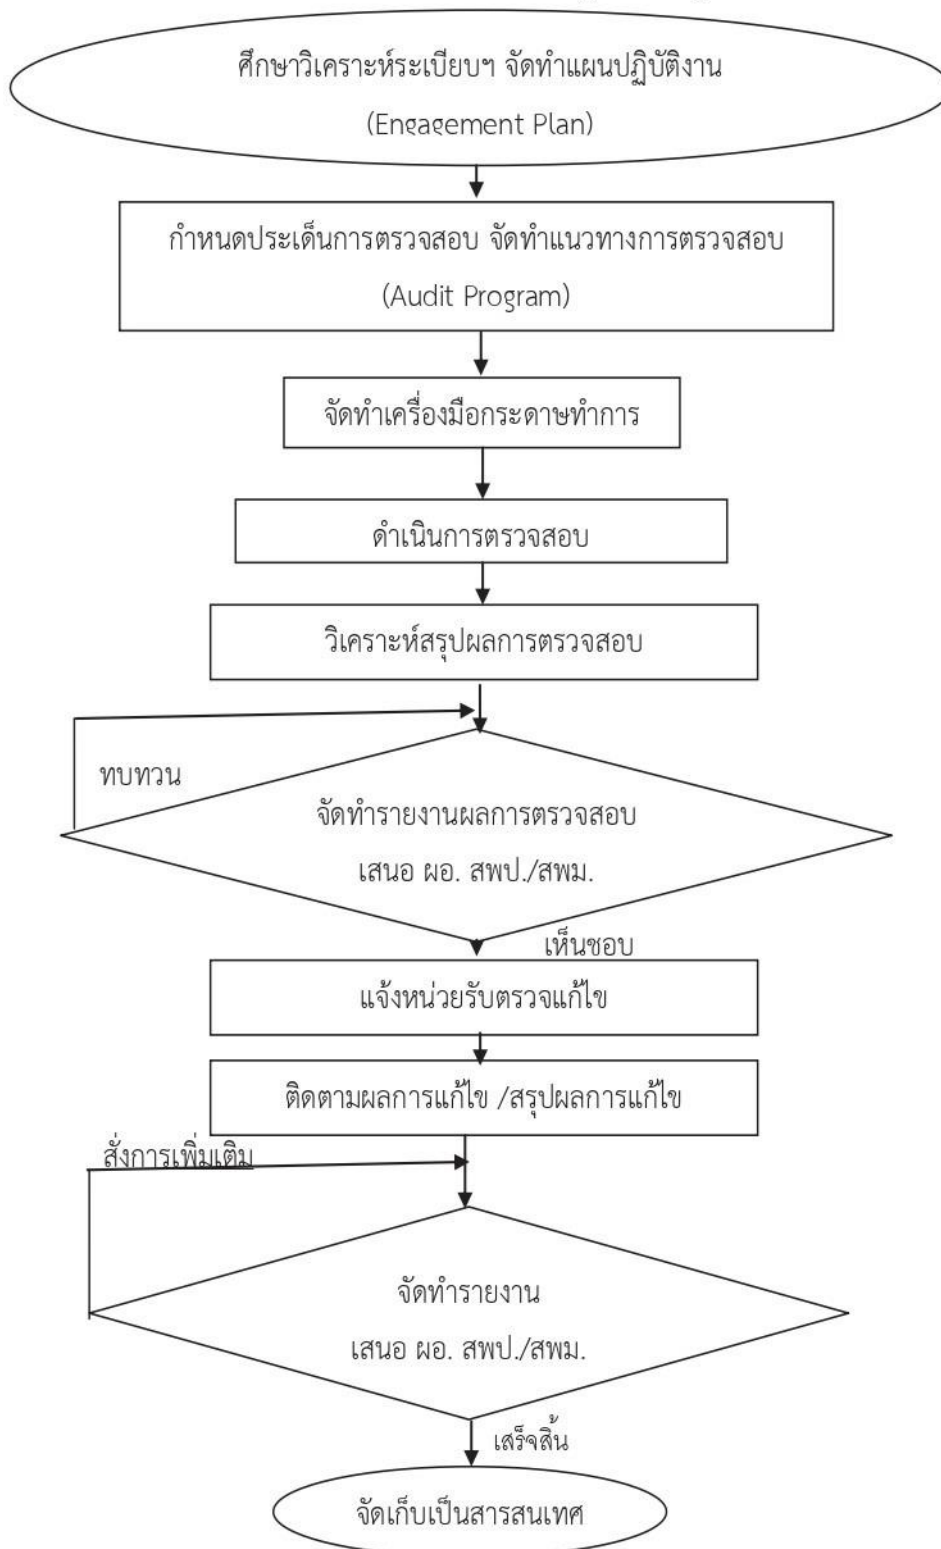 ศึกษาวิเคราะห์ระเบียบฯ จัดทำแผนปฏิบัติงาน
(Engagement Plan)
กำหนดประเด็นการตรวจสอบ จัดทำแนวทางการตรวจสอบ
(Audit Program)
จัดทำเครื่องมือกระดาษทำการ
ดำเนินการตรวจสอบ
วิเคราะห์สรุปผลการตรวจสอบ
ทบทวน
จัดทำรายงานผลการตรวจสอบ
เสนอ ผอ. สพป./สพม.
เห็นชอบ
แจ้งหน่วยรับตรวจแก้ไข
ติดตามผลการแก้ไข /สรุปผลการแก้ไข
สั่งการเพิ่มเติม
จัดทำรายงาน
เสนอ ผอ. สพป./สพม.
เสร็จสิ้น
จัดเก็บเป็นสารสนเทศ